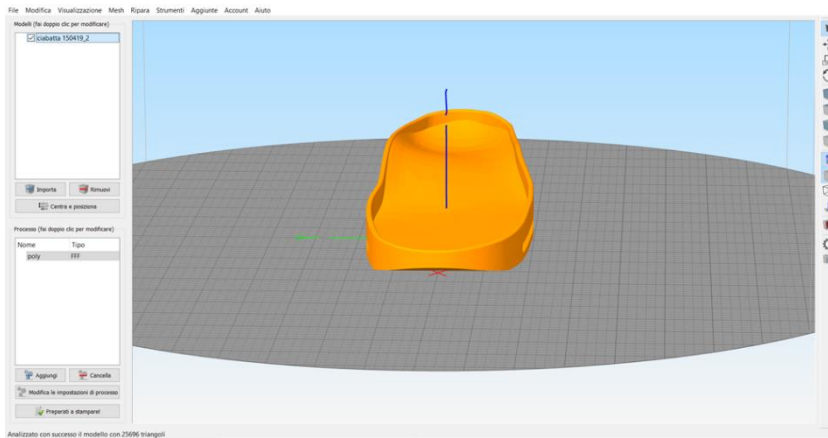 File Modifica Visualizzazione Mesh Ripara Strumenti Aggiunte Account Aiuto
Modelli (fai doppio clic per modificare)
ciabatta 150419_2
Importa Rimuovi
Centra e posiziona
Processo (fai doppio clic per modificare)
Nome Tipo
poly FFF
Aggiungi Cancella
Modifica le impostazioni di processo
Preparati a stampare!
Analizzato con successo il modello con 25696 triangoli